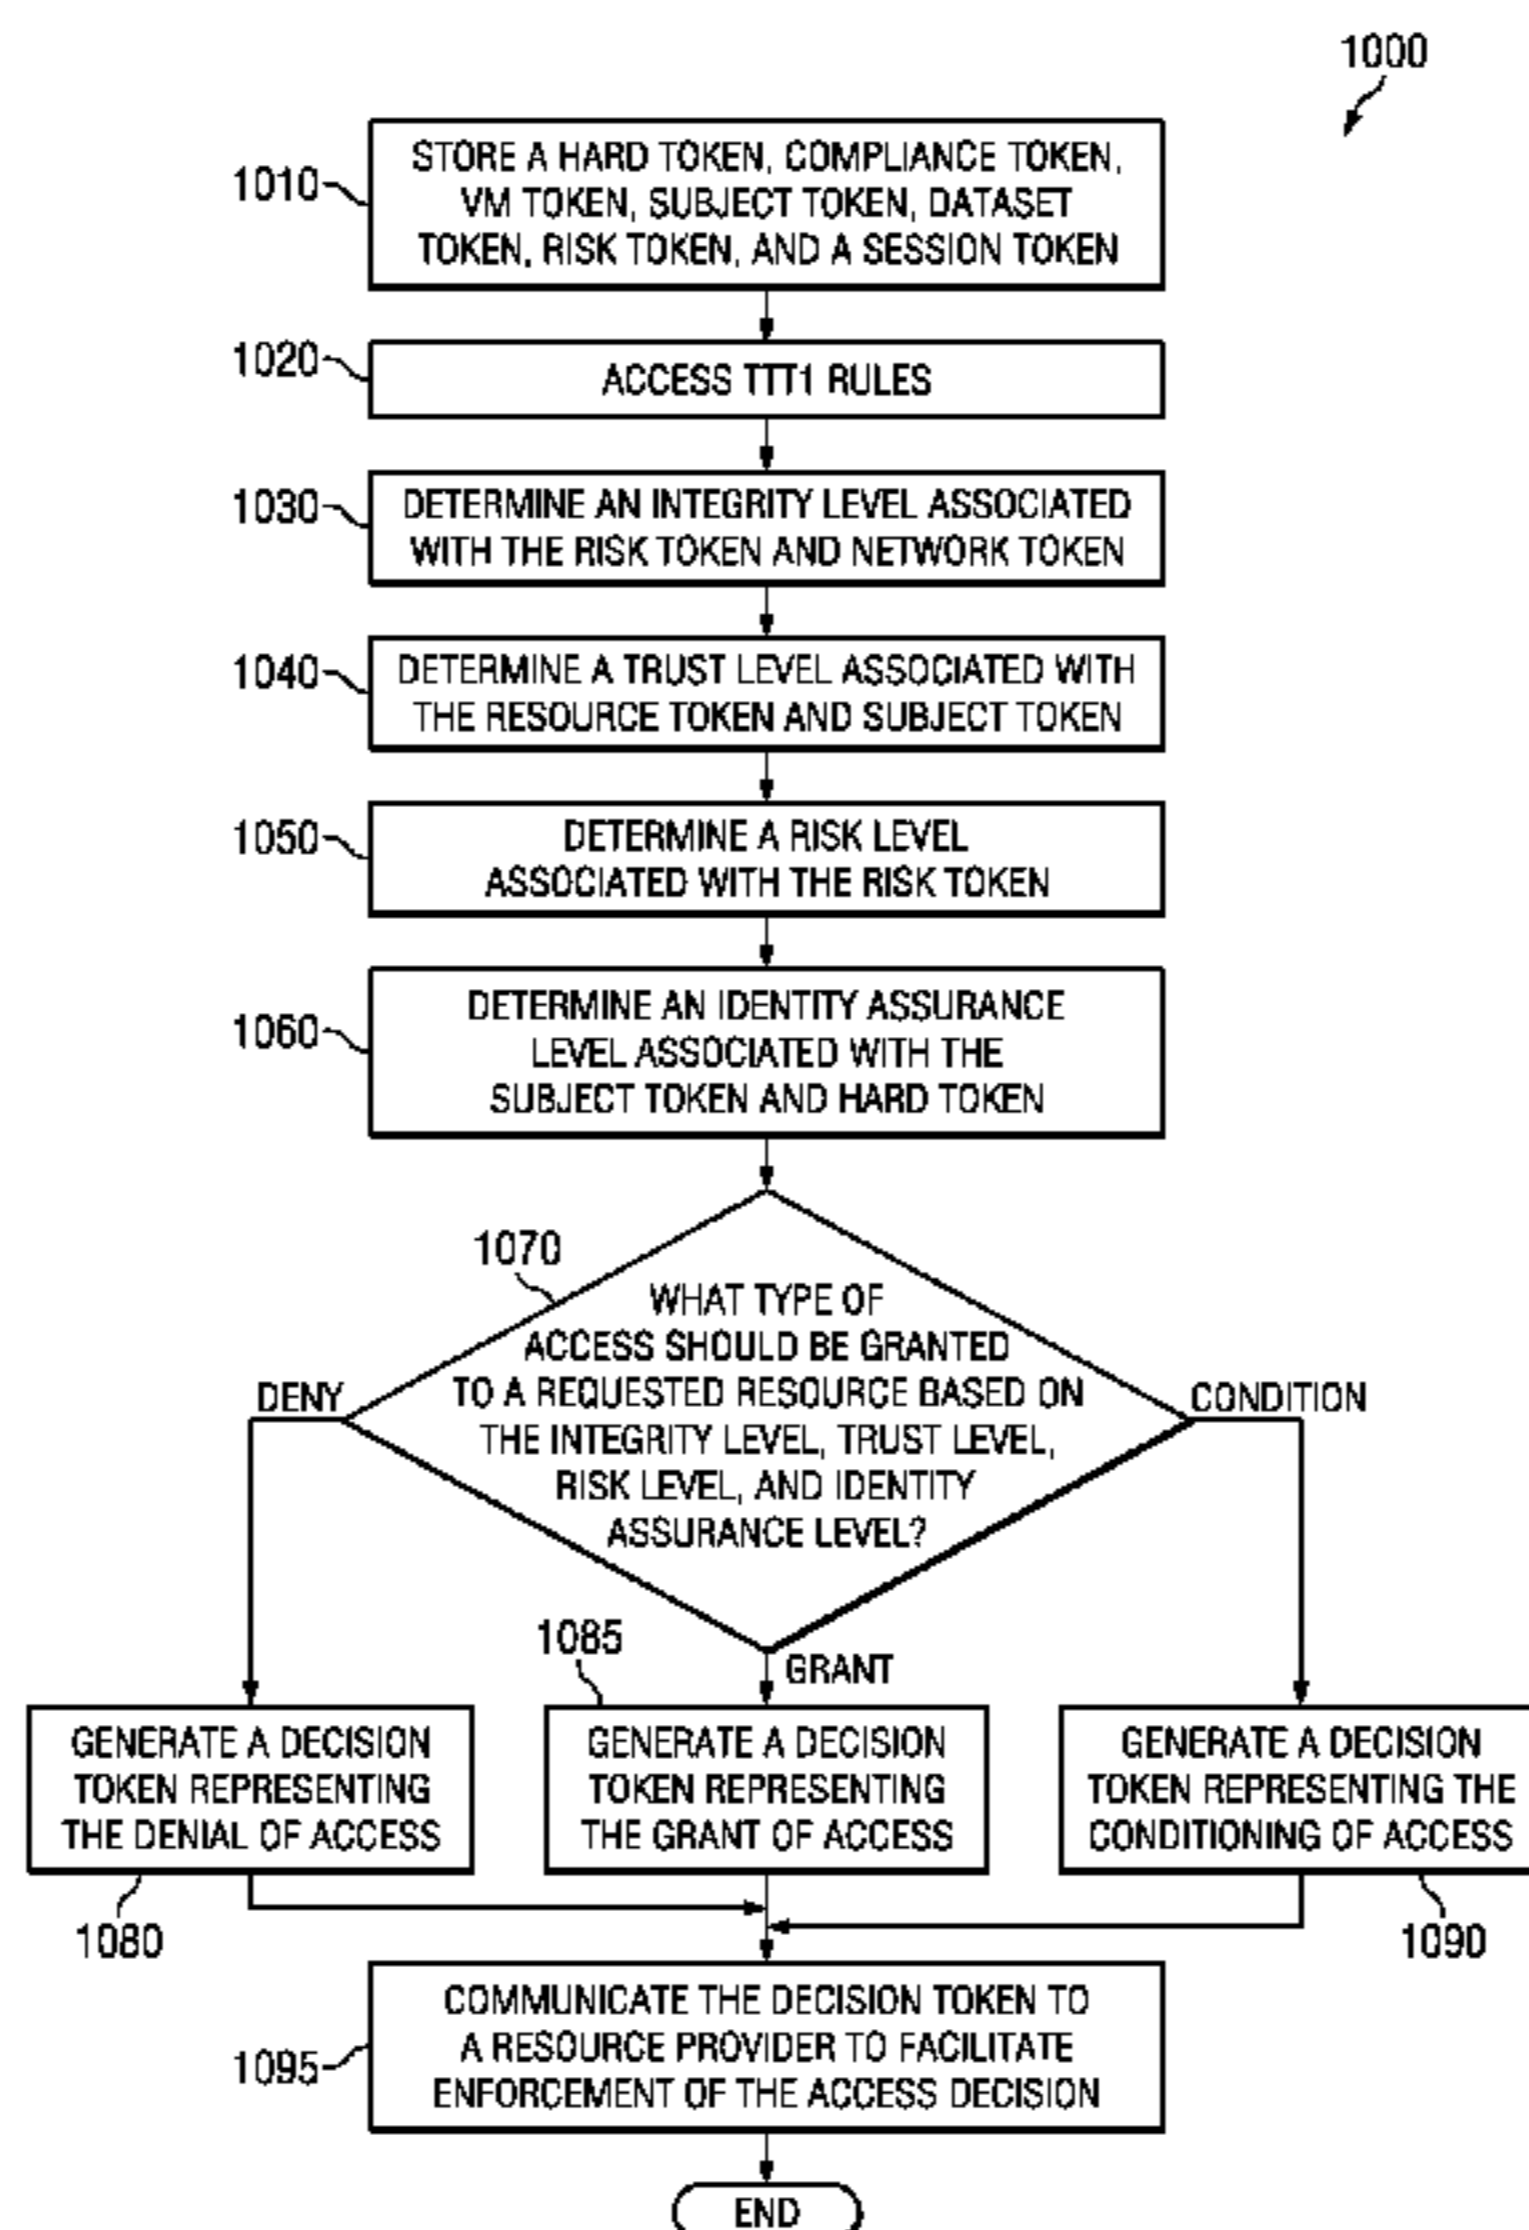 1000
1010
STORE A HARD TOKEN, COMPLIANCE TOKEN,
VM TOKEN, SUBJECT TOKEN, DATASET
TOKEN, RISK TOKEN, AND A SESSION TOKEN
1020
ACCESS TTT1 RULES
1030
DETERMINE AN INTEGRITY LEVEL ASSOCIATED
WITH THE RISK TOKEN AND NETWORK TOKEN
1040
DETERMINE A TRUST LEVEL ASSOCIATED WITH
THE RESOURCE TOKEN AND SUBJECT TOKEN
1050
DETERMINE A RISK LEVEL
ASSOCIATED WITH THE RISK TOKEN
1060
DETERMINE AN IDENTITY ASSURANCE
LEVEL ASSOCIATED WITH THE
SUBJECT TOKEN AND HARD TOKEN
1070
WHAT TYPE OF
ACCESS SHOULD BE GRANTED
TO A REQUESTED RESOURCE BASED ON
THE INTEGRITY LEVEL, TRUST LEVEL,
RISK LEVEL, AND IDENTITY
ASSURANCE LEVEL?
DENY
CONDITION
1085
GRANT
GENERATE A DECISION
TOKEN REPRESENTING
THE DENIAL OF ACCESS
1080
GENERATE A DECISION
TOKEN REPRESENTING
THE GRANT OF ACCESS
GENERATE A DECISION
TOKEN REPRESENTING THE
CONDITIONING OF ACCESS
1090
1095
COMMUNICATE THE DECISION TOKEN TO
A RESOURCE PROVIDER TO FACILITATE
ENFORCEMENT OF THE ACCESS DECISION
END